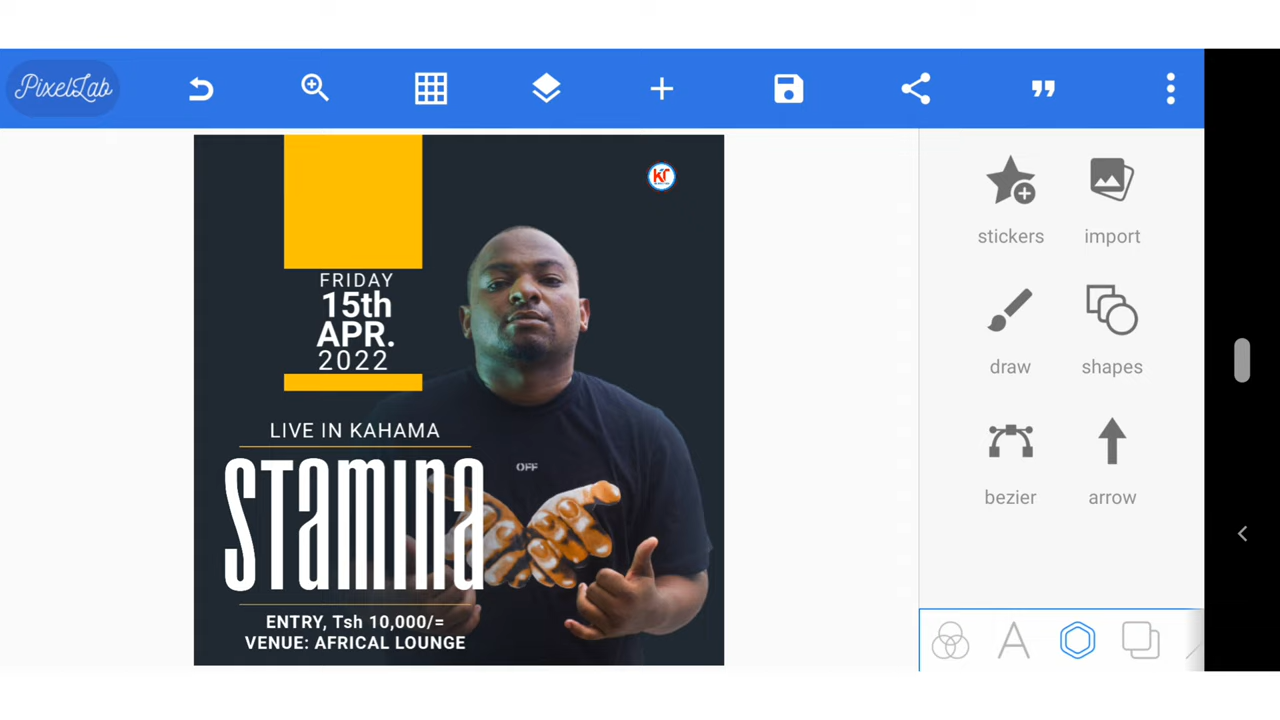 PixelLab
KC
FRIDAY
15th
APR.
2022
LIVE IN KAHAMA
STamina
OFF
ENTRY, Tsh 10,000/=
VENUE: AFRICAL LOUNGE
stickers
import
draw
shapes
bezier
arrow